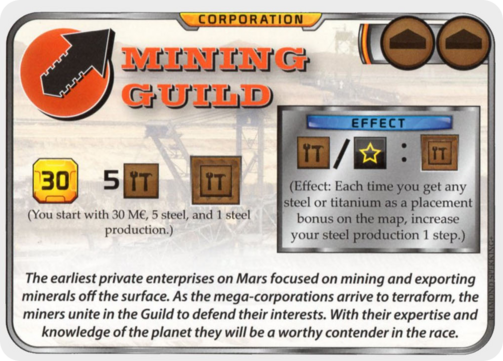 CORPORATION
MINING
GUILD
EFFECT
30
5
/
:
(You start with 30 M€, 5 steel, and 1 steel
production.)
(Effect: Each time you get any
steel or titanium as a placement
bonus on the map, increase
your steel production 1 step.)
The earliest private enterprises on Mars focused on mining and exporting
minerals off the surface. As the mega-corporations arrive to terraform, the
miners unite in the Guild to defend their interests. With their expertise and
knowledge of the planet they will be a worthy contender in the race.